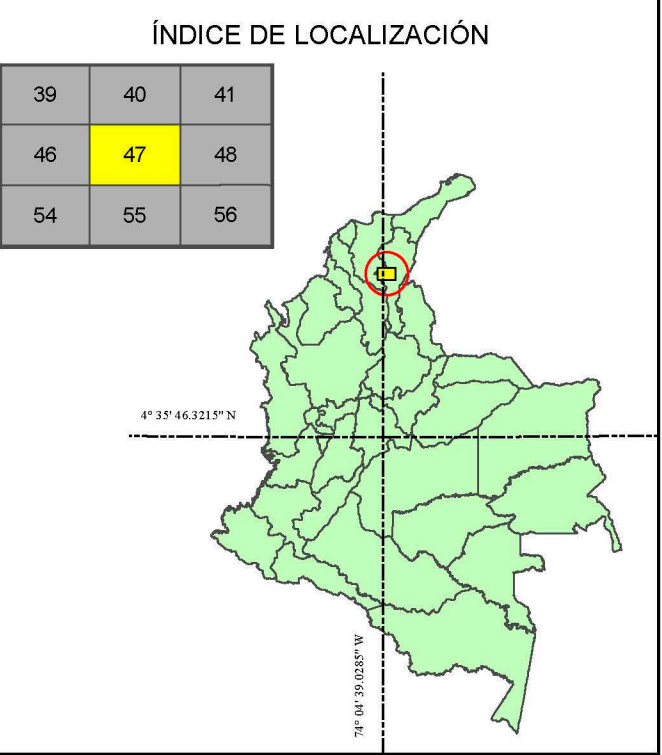 ÍNDICE DE LOCALIZACIÓN
39 40 41
46 47 48
54 55 56
4° 35' 46.3215" N
74° 04' 39.0285" W